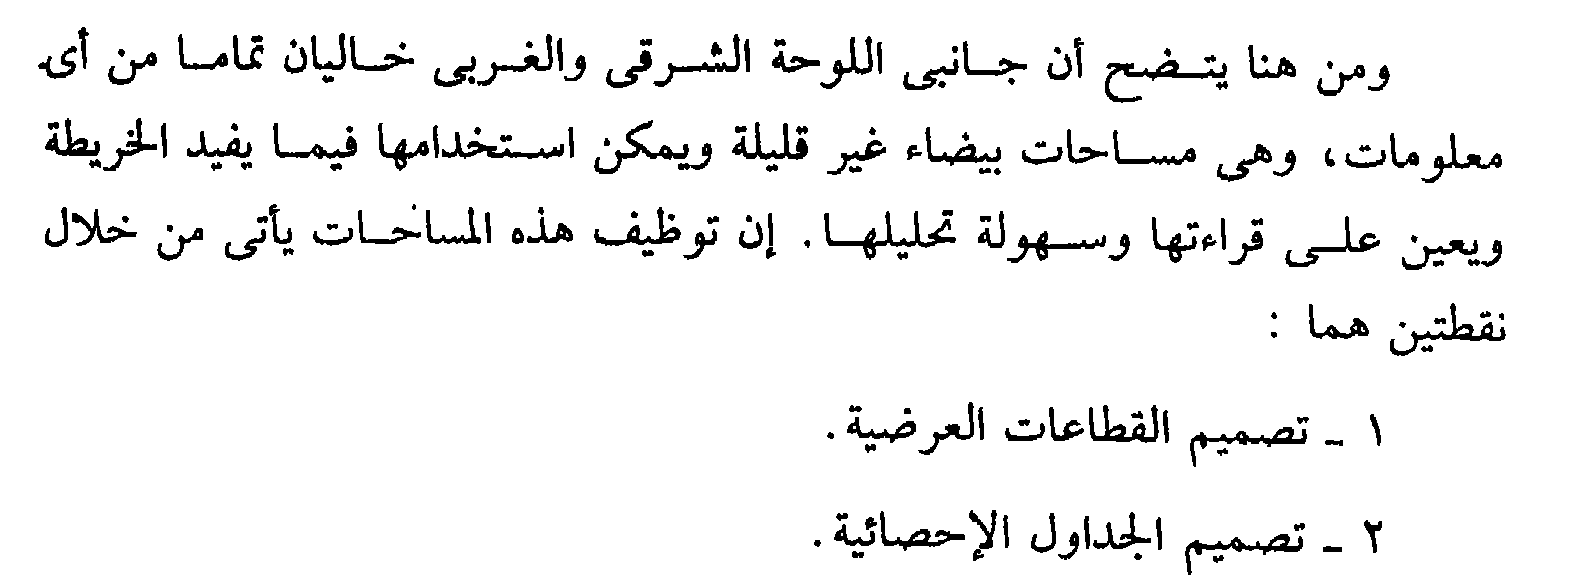 ومن هنا يتضح أن جانبى اللوحة الشرقى والغربى خاليان تماما من أى
معلومات، وهى مساحات بيضاء غير قليلة ويمكن استخدامها فيما يفيد الخريطة
ويعين على قراءتها وسهولة تحليلها. إن توظيف هذه المساحات يأتى من خلال
نقطتين هما :
١ ـ تصميم القطاعات العرضية.
٢ ـ تصميم الجداول الإحصائية.